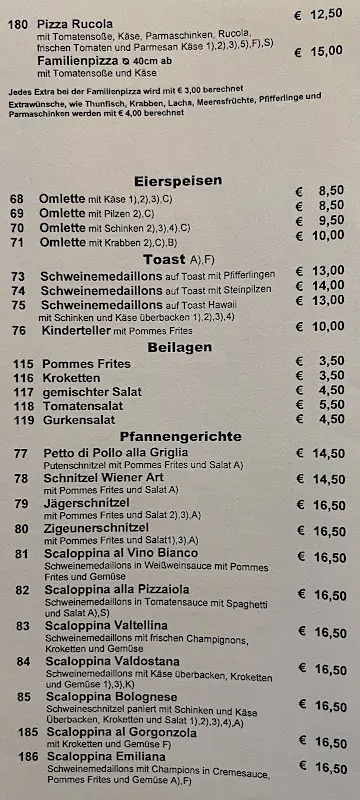 180 Pizza Rucola € 12,50
mit Tomatensoße, Käse, Parmaschinken, Rucola,
frischen Tomaten und Parmesan Käse 1),2),3),5),F),S)
Familienpizza ⌀ 40cm ab € 15,00
mit Tomatensoße und Käse
Jedes Extra bei der Familienpizza wird mit € 3,00 berechnet
Extrawünsche, wie Thunfisch, Krabben, Lachs, Meeresfrüchte, Pfifferlinge und
Parmaschinken werden mit € 4,00 berechnet
Eierspeisen
68 Omlette mit Käse 1),2),3),C) € 8,50
69 Omlette mit Pilzen 2),C) € 8,50
70 Omlette mit Schinken 2),3),4),C) € 9,50
71 Omlette mit Krabben 2),C),B) € 10,00
Toast A),F)
73 Schweinemedaillons auf Toast mit Pfifferlingen € 13,00
74 Schweinemedaillons auf Toast mit Steinpilzen € 14,00
75 Schweinemedaillons auf Toast Hawaii € 13,00
mit Schinken und Käse überbacken 1),2),3),4)
76 Kinderteller mit Pommes Frites € 10,00
Beilagen
115 Pommes Frites € 3,50
116 Kroketten € 3,50
117 gemischter Salat € 4,50
118 Tomatensalat € 5,50
119 Gurkensalat € 4,50
Pfannengerichte
77 Petto di Pollo alla Griglia € 14,50
Putenschnitzel mit Pommes Frites und Salat A)
78 Schnitzel Wiener Art € 14,50
mit Pommes Frites und Salat A)
79 Jägerschnitzel € 16,50
mit Pommes Frites und Salat 2),3),A)
80 Zigeunerschnitzel € 16,50
mit Pommes Frites und Salat1),3),A)
81 Scaloppina al Vino Bianco € 16,50
Schweinemedaillons in Weißweinsauce mit Pommes
Frites und Gemüse
82 Scaloppina alla Pizzaiola € 16,50
Schweinemedaillons in Tomatensauce mit Spaghetti
und Salat A),S)
83 Scaloppina Valtellina € 16,50
Schweinemedaillons mit frischen Champignons,
Kroketten und Gemüse
84 Scaloppina Valdostana € 16,50
Schweinemedaillons mit Käse überbacken, Kroketten
und Gemüse 1),3),K)
85 Scaloppina Bolognese € 16,50
Schweineschnitzel paniert mit Schinken und Käse
Überbacken, Kroketten und Salat 1),2),3),4),A)
185 Scaloppina al Gorgonzola € 16,50
mit Kroketten und Gemüse F)
186 Scaloppina Emiliana € 16,50
Schweinemedaillons mit Champions in Cremesauce,
Pommes Frites und Gemüse A),F)